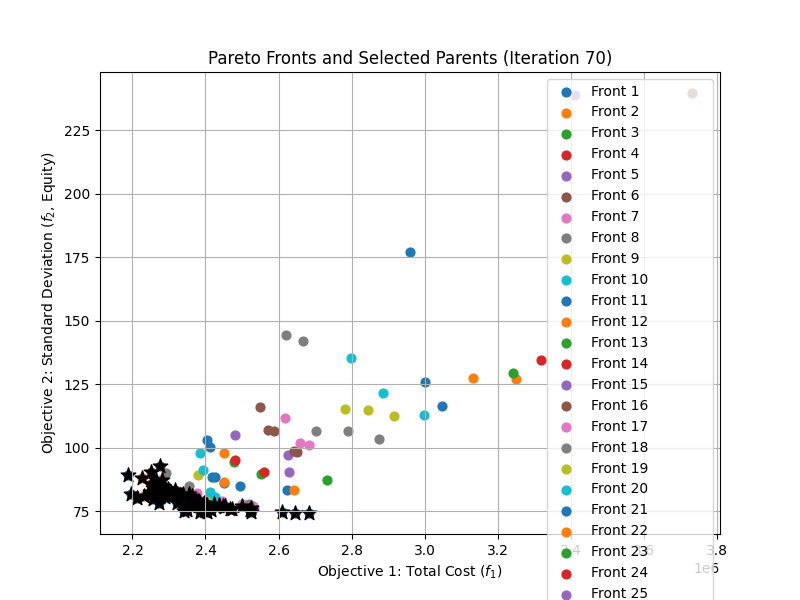 Pareto Fronts and Selected Parents (Iteration 70)
Objective 2: Standard Deviation (f2, Equity)
225
200
175
150
125
100
75
2.2
2.4
2.6
2.8
3.0
3.2
3.4
3.6
3.8
1e6
Objective 1: Total Cost (f1)
Front 1
Front 2
Front 3
Front 4
Front 5
Front 6
Front 7
Front 8
Front 9
Front 10
Front 11
Front 12
Front 13
Front 14
Front 15
Front 16
Front 17
Front 18
Front 19
Front 20
Front 21
Front 22
Front 23
Front 24
Front 25